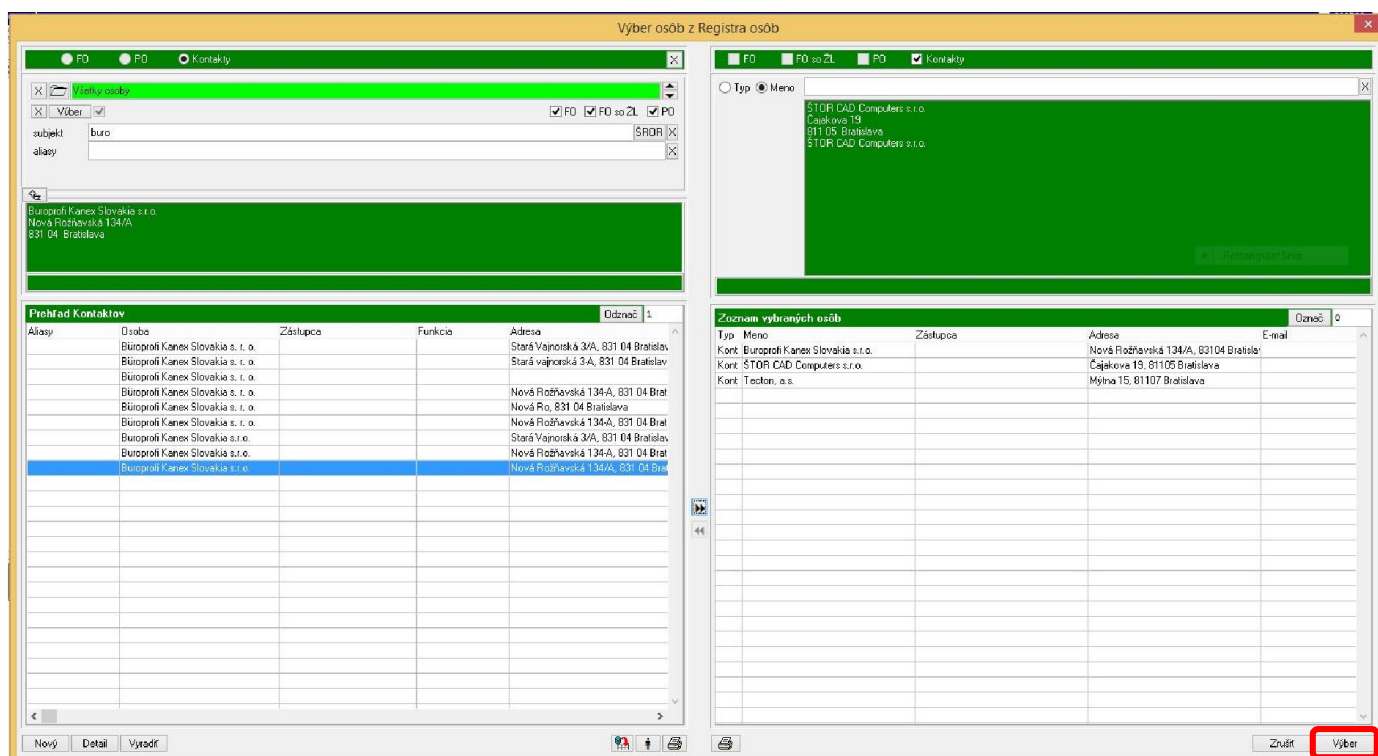 Výber osôb z Registra osôb
FO PO Kontakty
Všetky osoby
Výber FO FO so ŽL PO
subjekt buro ŠROR
aliasy
Buroprofi Kanex Slovakia s.r.o.
Nová Rožňavská 134/A
831 04 Bratislava
Prehľad Kontaktov Odznač 1
Aliasy Osoba Zástupca Funkcia Adresa
Büroprofi Kanex Slovakia s. r. o. Stará Vajnorská 3/A, 831 04 Bratislav
Büroprofi Kanex Slovakia s. r. o. Stará vajnorská 3-A, 831 04 Bratislav
Büroprofi Kanex Slovakia s. r. o.
Büroprofi Kanex Slovakia s. r. o. Nová Rožňavská 134-A, 831 04 Brat
Büroprofi Kanex Slovakia s. r. o. Nová Ro, 831 04 Bratislava
Büroprofi Kanex Slovakia s. r. o. Nová Rožňavská 134-A, 831 04 Brat
Buroprofi Kanex Slovakia s.r.o. Stará Vajnorská 3/A, 831 04 Bratislav
Buroprofi Kanex Slovakia s.r.o. Nová Rožňavská 134-A, 831 04 Brat
Buroprofi Kanex Slovakia s.r.o. Nová Rožňavská 134/A, 831 04 Brat
Nový Detail Vyradiť
FO FO so ŽL PO Kontakty
Typ Meno
ŠTOR CAD Computers s.r.o.
Čajakova 19
811 05 Bratislava
ŠTOR CAD Computers s.r.o.
Rectangular Snip
Zoznam vybraných osôb Označ 0
Typ Meno Zástupca Adresa E-mail
Kont Buroprofi Kanex Slovakia s.r.o. Nová Rožňavská 134/A, 83104 Bratisla
Kont ŠTOR CAD Computers s.r.o. Čajakova 19, 81105 Bratislava
Kont Tecton, a.s. Mýtna 15, 81107 Bratislava
Zrušiť Výber